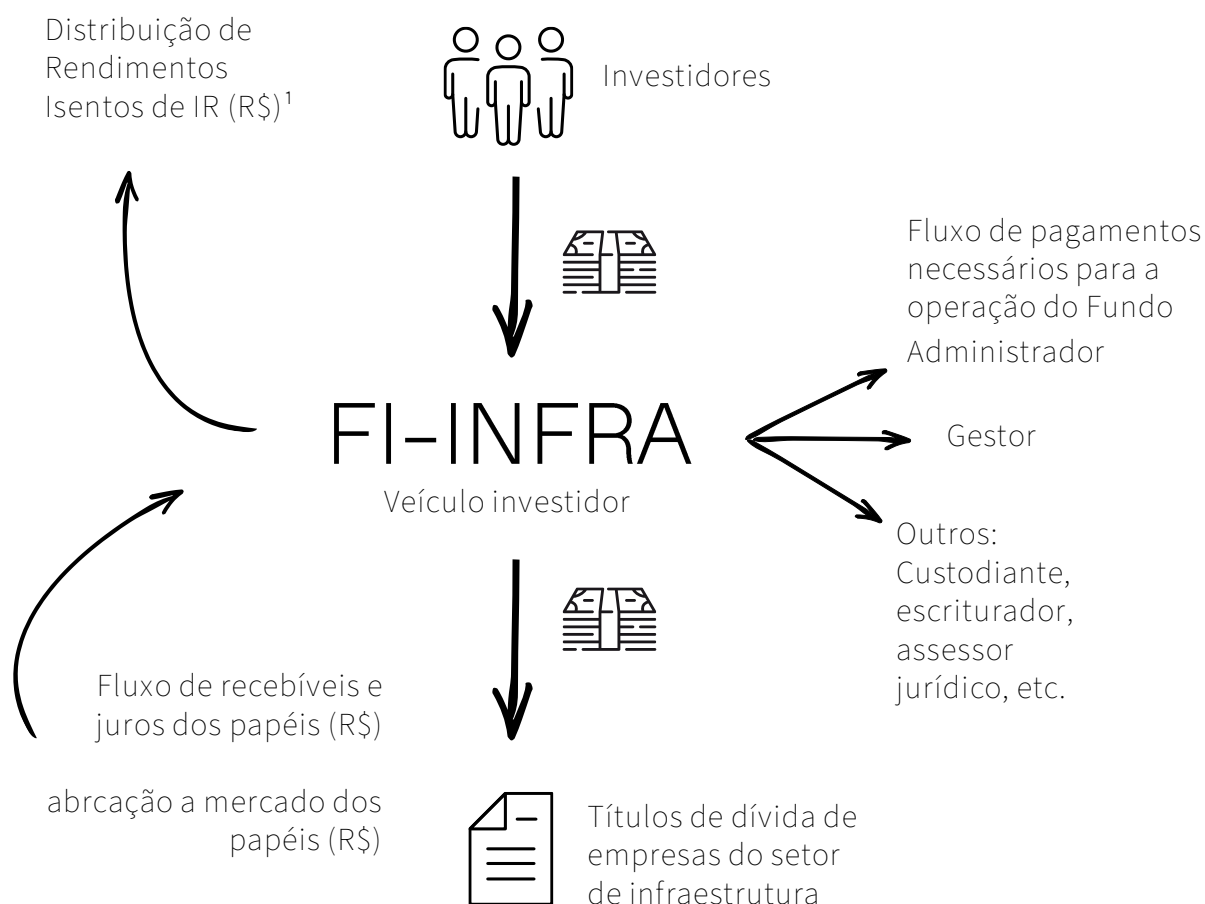 Distribuição de
Rendimentos
Isentos de IR (R$)¹
Investidores
Fluxo de pagamentos
necessários para a
operação do Fundo
Administrador
FI-INFRA
Gestor
Veículo investidor
Outros:
Custodiante,
escriturador,
assessor
jurídico, etc.
Fluxo de recebíveis e
juros dos papéis (R$)
abrcação a mercado dos
papéis (R$)
Títulos de dívida de
empresas do setor
de infraestrutura